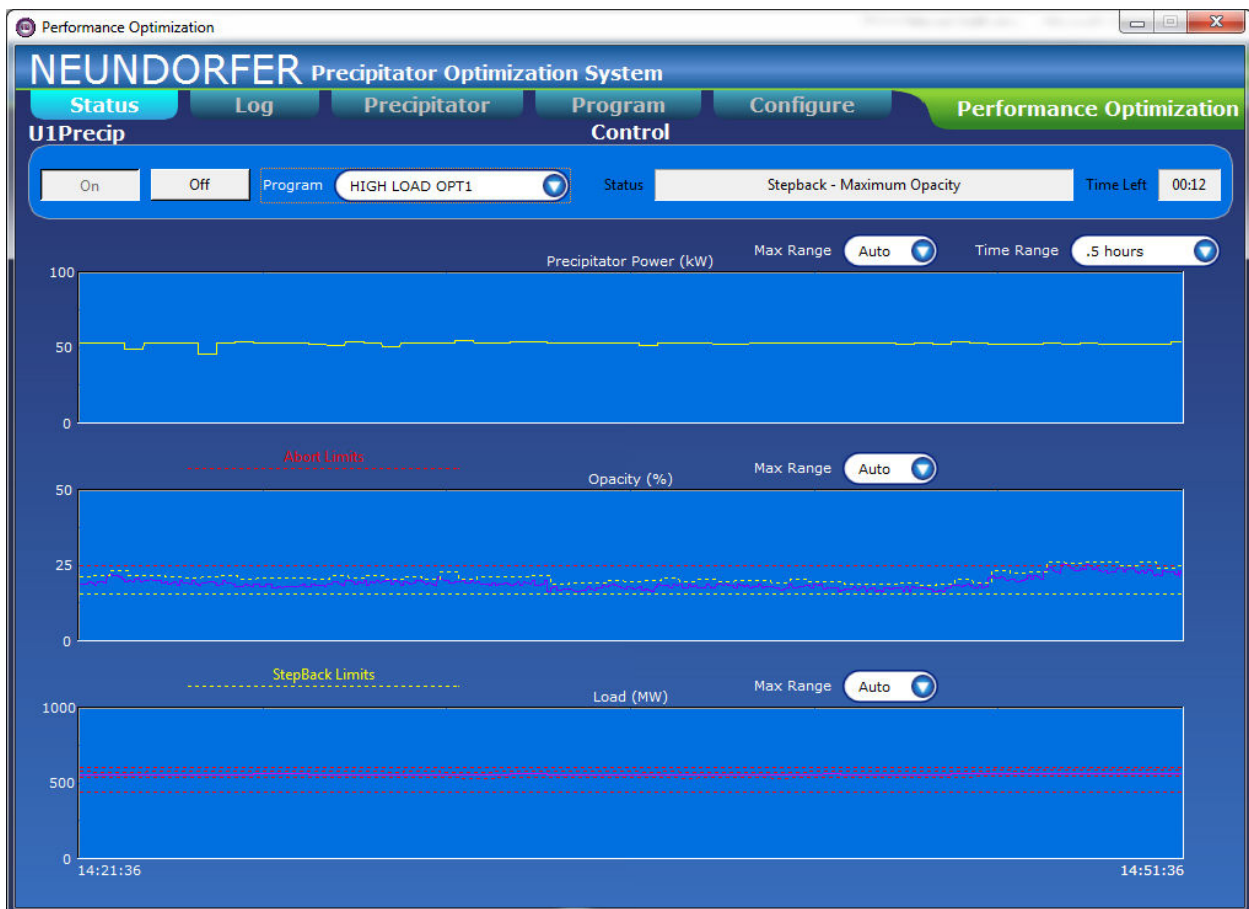 Performance Optimization
NEUNDORFER Precipitator Optimization System
Status Log Precipitator Program Configure Performance Optimization
U1Precip Control
On Off Program HIGH LOAD OPT1 Status Stepback - Maximum Opacity Time Left 00:12
Precipitator Power (kW) Max Range Auto Time Range .5 hours
100
50
0
Abort Limits
Opacity (%) Max Range Auto
50
25
0
StepBack Limits
Load (MW) Max Range Auto
1000
500
0
14:21:36 14:51:36